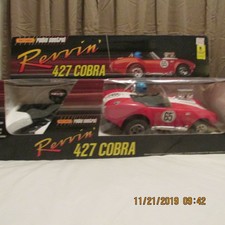 radio control
Revvin'
427 COBRA
radio control
Revvin'
427 COBRA
11/21/2019 09:42